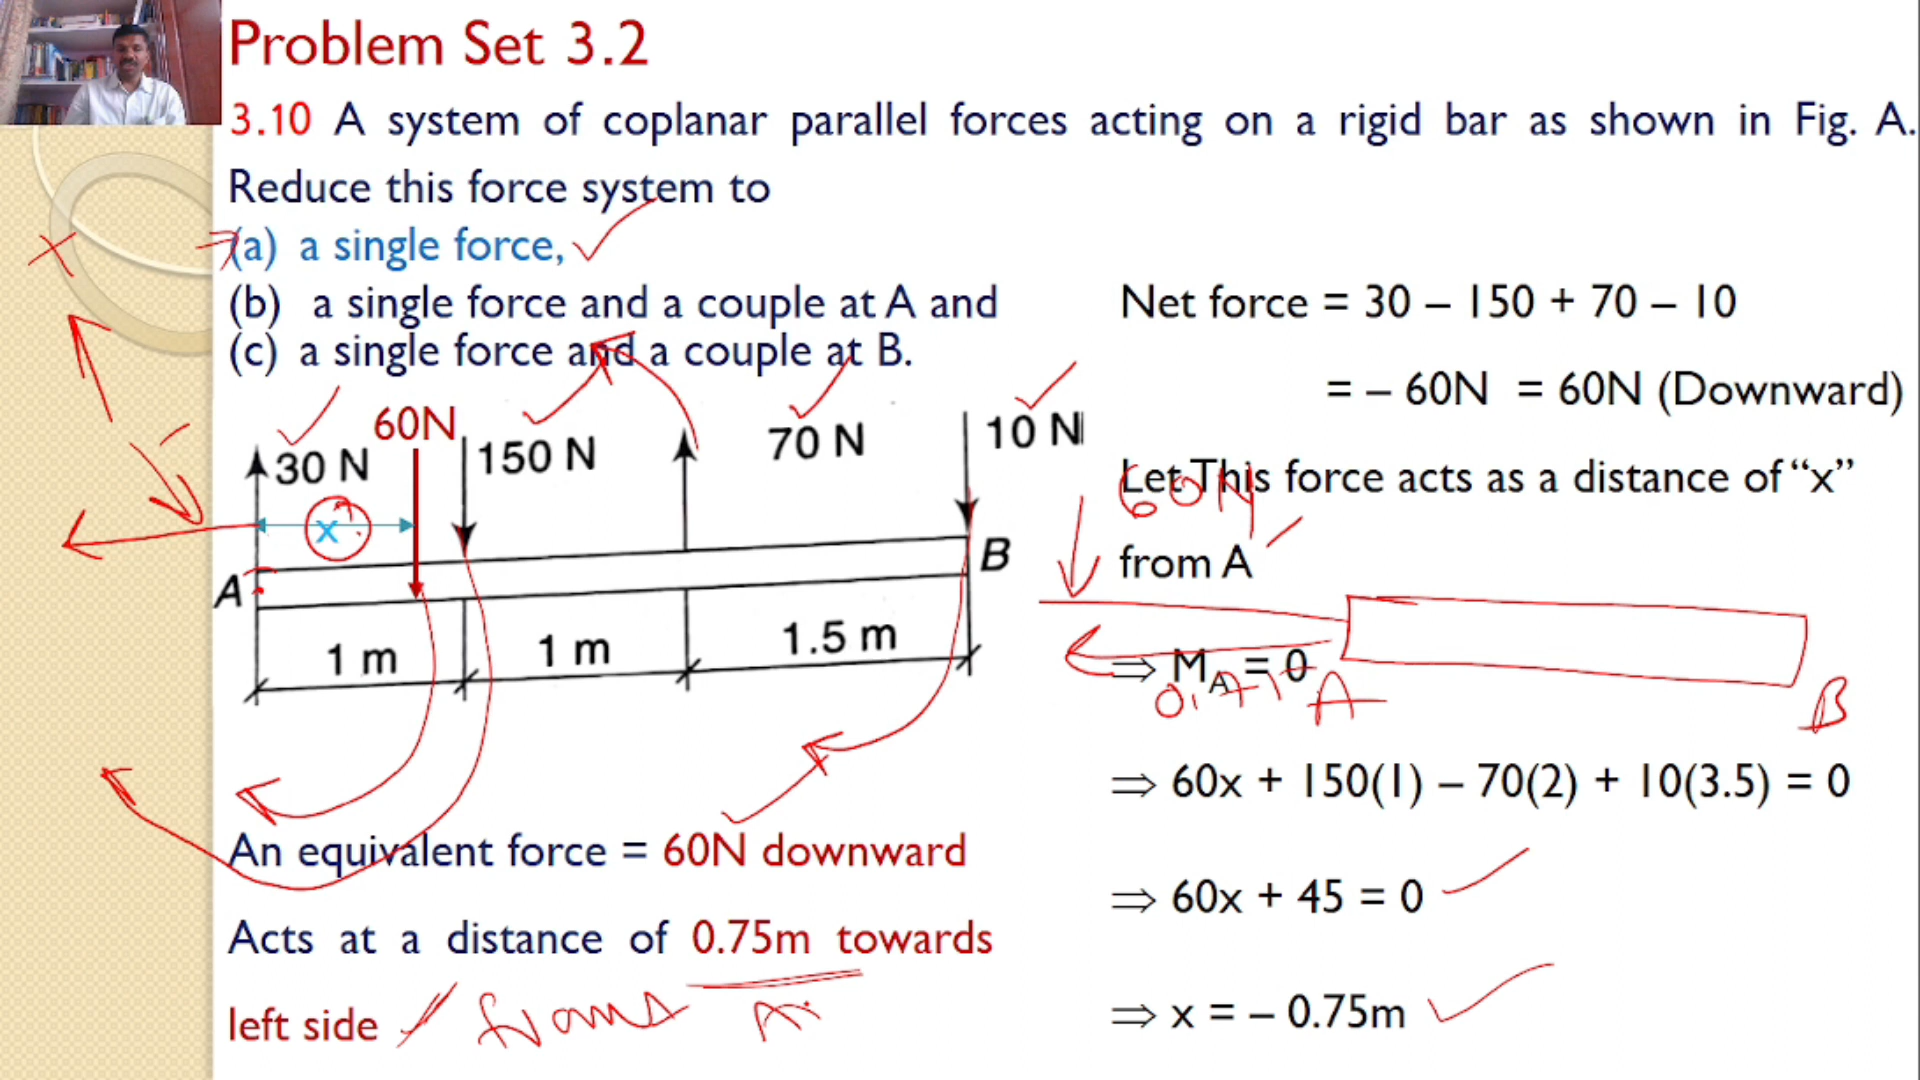 Problem Set 3.2
3.10 A system of coplanar parallel forces acting on a rigid bar as shown in Fig. A.
Reduce this force system to
(a) a single force,
(b) a single force and a couple at A and
(c) a single force and a couple at B.
30 N
60N
150 N
70 N
10 N
x
A
B
1 m
1 m
1.5 m
An equivalent force = 60N downward
Acts at a distance of 0.75m towards
left side from A
Net force = 30 – 150 + 70 – 10
= – 60N = 60N (Downward)
Let This force acts as a distance of “x”
60N
from A
⇒ MA = 0
A
B
⇒ 60x + 150(1) – 70(2) + 10(3.5) = 0
⇒ 60x + 45 = 0
⇒ x = – 0.75m